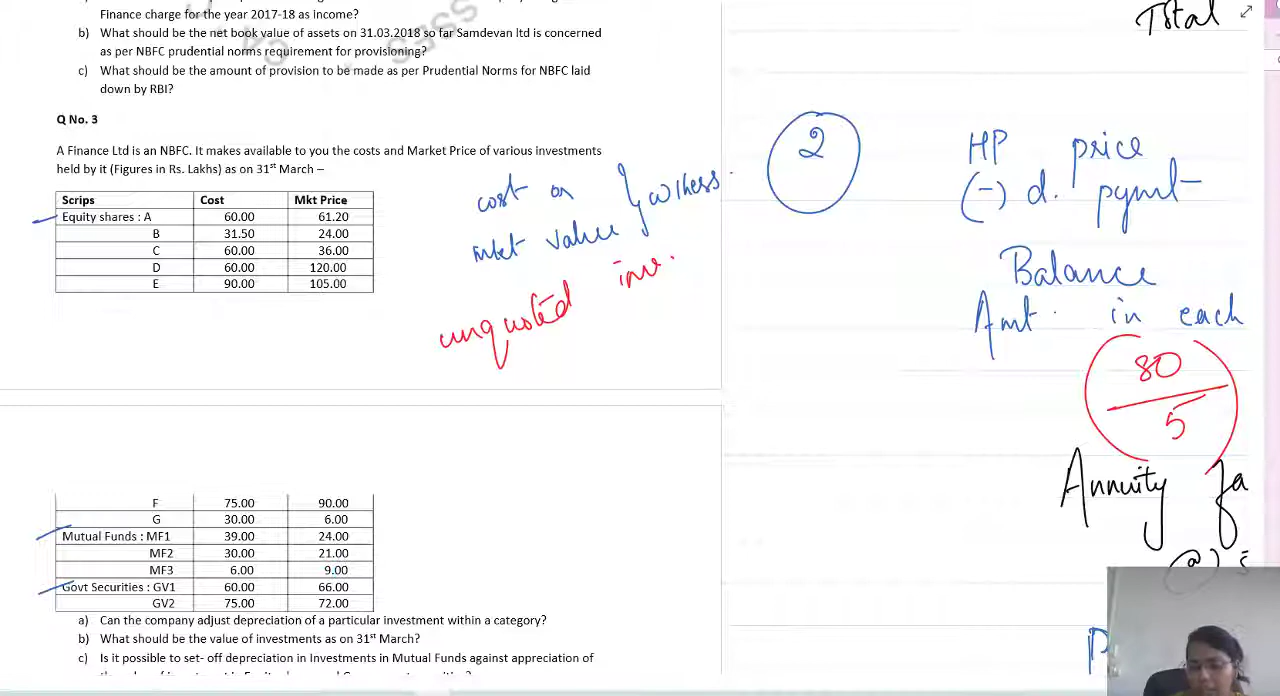 Finance charge for the year 2017-18 as Income?
b) What should be the net book value of assets on 31.03.2018 so far Samdevan ltd is concerned
as per NBFC prudential norms requirement for provisioning?
c) What should be the amount of provision to be made as per Prudential Norms for NBFC laid
down by RBI?
Q No. 3
A Finance Ltd is an NBFC. It makes available to you the costs and Market Price of various investments
held by it (Figures in Rs. Lakhs) as on 31st March –
Scrips Cost Mkt Price
Equity shares : A 60.00 61.20
B 31.50 24.00
C 60.00 36.00
D 60.00 120.00
E 90.00 105.00
F 75.00 90.00
G 30.00 6.00
Mutual Funds : MF1 39.00 24.00
MF2 30.00 21.00
MF3 6.00 9.00
Govt Securities : GV1 60.00 66.00
GV2 75.00 72.00
a) Can the company adjust depreciation of a particular investment within a category?
b) What should be the value of investments as on 31st March?
c) Is it possible to set- off depreciation in Investments in Mutual Funds against appreciation of
cost or
mkt value
unquoted inv.
Total
2
HP price
(-) d. pymt
Balance
Amt. in each
80
5
Annuity fa
@